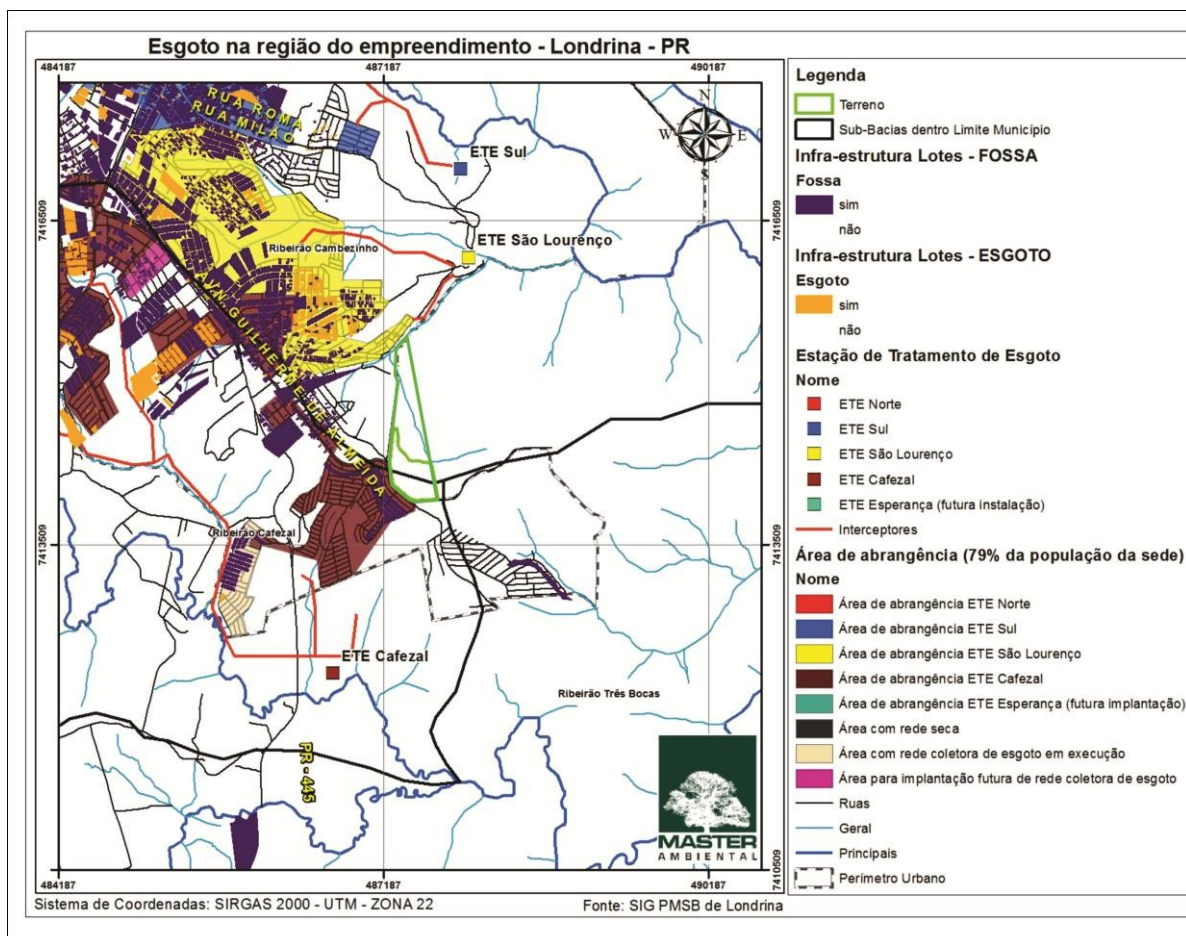 Esgoto na região do empreendimento - Londrina - PR
484187
487187
490187
RUA ROMA
RUA MILÃO
ETE Sul
N
W
E
S
7416509
7416509
ETE São Lourenço
Ribeirão Cambezinho
AVN. GUILHERME DE ALMEIDA
7413509
7413509
Ribeirão Cafezal
ETE Cafezal
Ribeirão Três Bocas
PR - 445
MASTER
AMBIENTAL
7410509
484187
487187
490187
Sistema de Coordenadas: SIRGAS 2000 - UTM - ZONA 22
Fonte: SIG PMSB de Londrina
Legenda
Terreno
Sub-Bacias dentro Limite Município
Infra-estrutura Lotes - FOSSA
Fossa
sim
não
Infra-estrutura Lotes - ESGOTO
Esgoto
sim
não
Estação de Tratamento de Esgoto
Nome
ETE Norte
ETE Sul
ETE São Lourenço
ETE Cafezal
ETE Esperança (futura instalação)
Interceptores
Área de abrangência (79% da população da sede)
Nome
Área de abrangência ETE Norte
Área de abrangência ETE Sul
Área de abrangência ETE São Lourenço
Área de abrangência ETE Cafezal
Área de abrangência ETE Esperança (futura implantação)
Área com rede seca
Área com rede coletora de esgoto em execução
Área para implantação futura de rede coletora de esgoto
Ruas
Geral
Principais
Perímetro Urbano